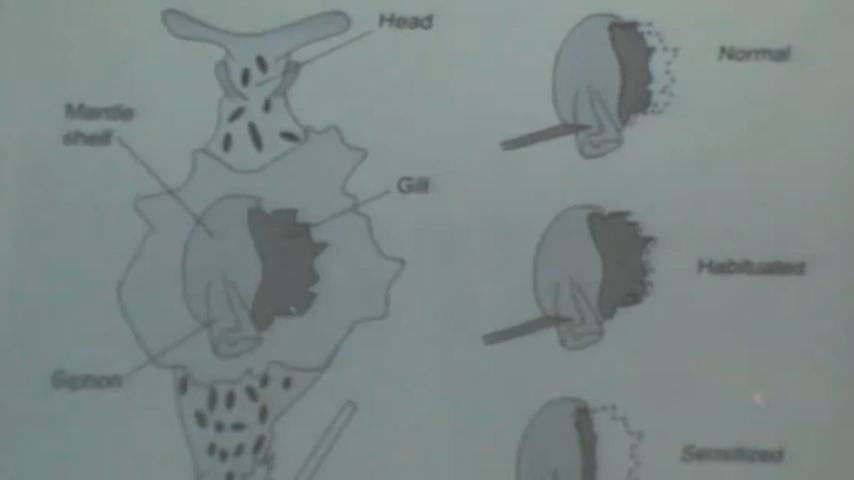 Head
Normal
Mantle
shelf
Gill
Habituated
Siphon
Sensitized